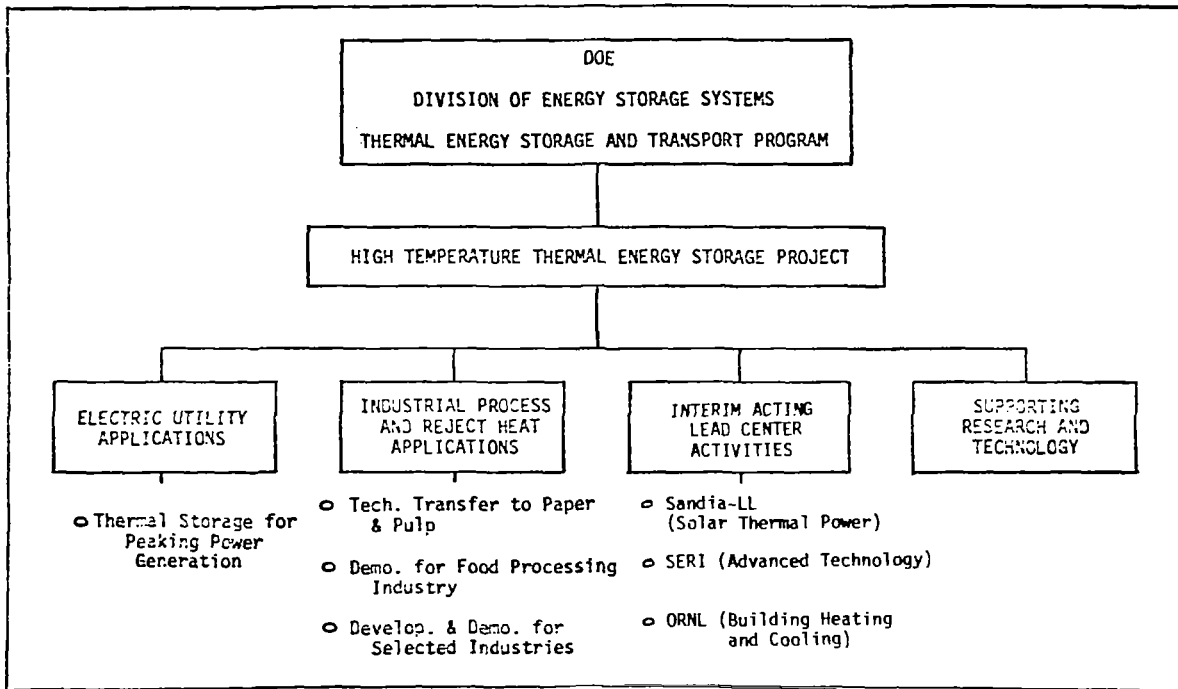 DOE
DIVISION OF ENERGY STORAGE SYSTEMS
THERMAL ENERGY STORAGE AND TRANSPORT PROGRAM
HIGH TEMPERATURE THERMAL ENERGY STORAGE PROJECT
ELECTRIC UTILITY
APPLICATIONS
INDUSTRIAL PROCESS
AND REJECT HEAT
APPLICATIONS
INTERIM ACTING
LEAD CENTER
ACTIVITIES
SUPPORTING
RESEARCH AND
TECHNOLOGY
o Thermal Storage for
Peaking Power
Generation
o Tech. Transfer to Paper
& Pulp
o Demo. for Food Processing
Industry
o Develop. & Demo. for
Selected Industries
o Sandia-LL
(Solar Thermal Power)
o SERI (Advanced Technology)
o ORNL (Building Heating
and Cooling)